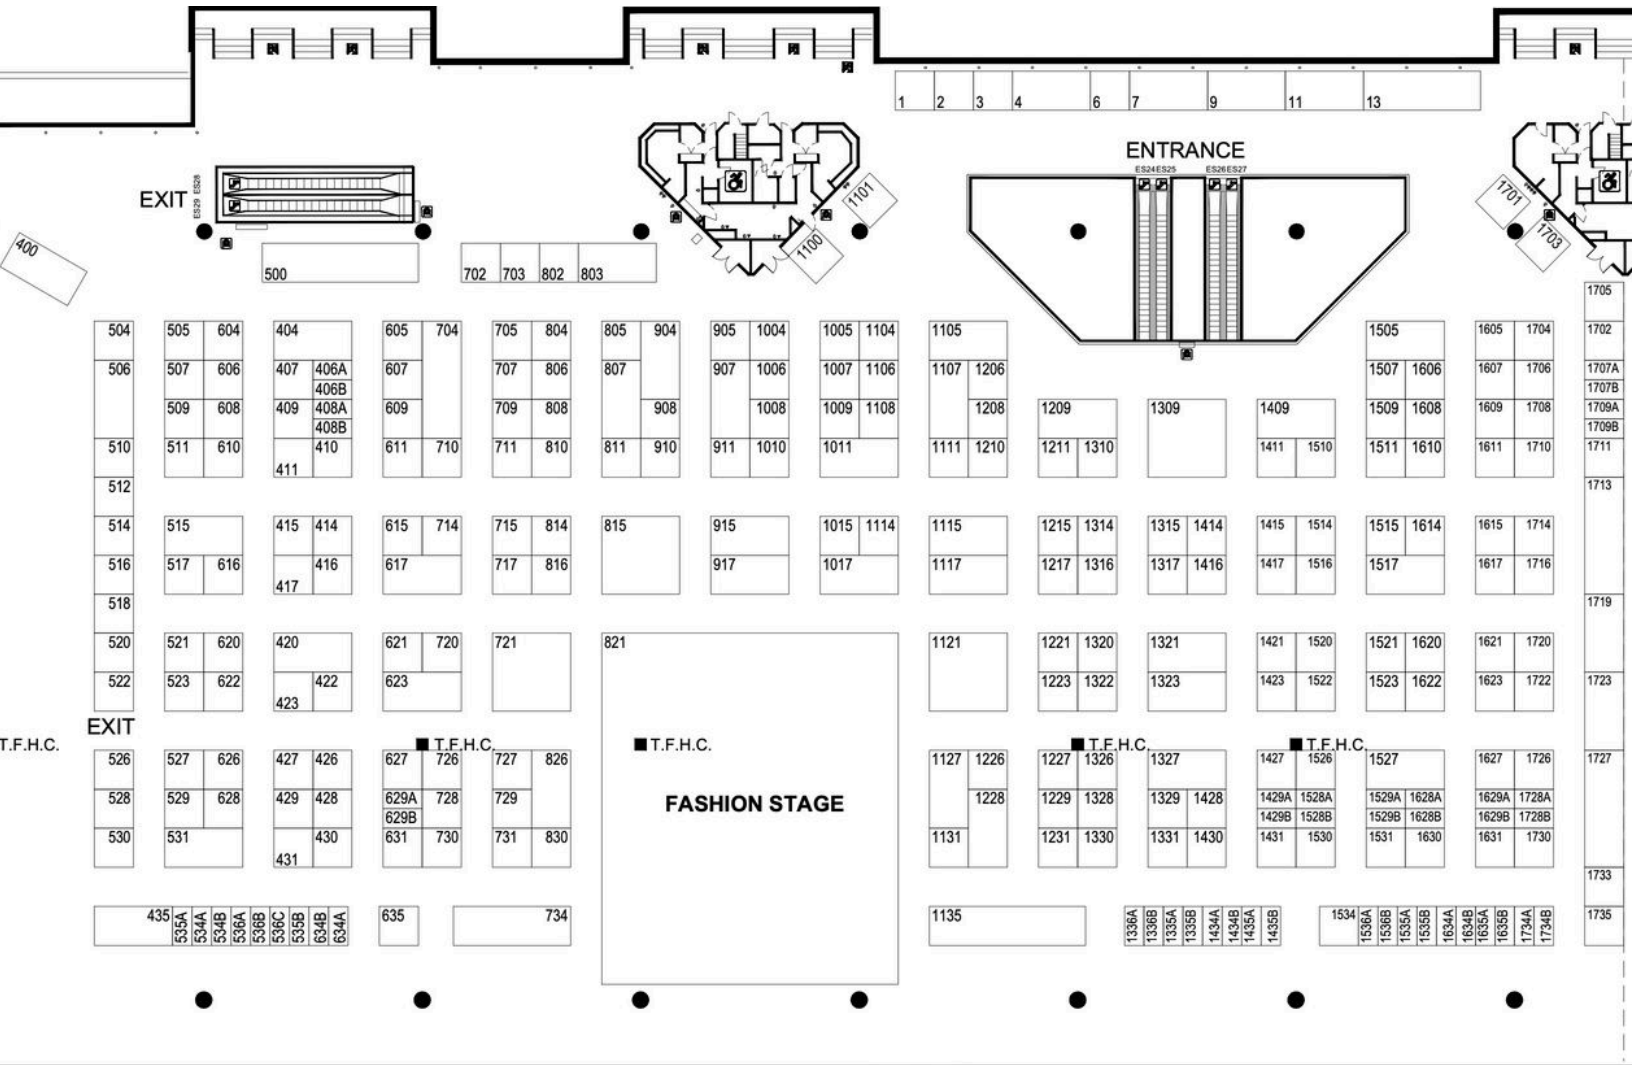 1 2 3 4 6 7 9 11 13
ENTRANCE
ES24 ES25 ES26 ES27
EXIT
ES29 ES28
1101
1701
400
1100
1703
500
702 703 802 803
1705
504 505 604 404 605 704 705 804 805 904 905 1004 1005 1104 1105 1505 1605 1704 1702
506 507 606 407 406A 607 707 806 807 907 1006 1007 1106 1107 1206 1507 1606 1607 1706 1707A
406B 1707B
509 608 409 408A 609 709 808 908 1008 1009 1108 1208 1209 1309 1409 1509 1608 1609 1708 1709A
408B 1709B
510 511 610 410 611 710 711 810 811 910 911 1010 1011 1111 1210 1211 1310 1411 1510 1511 1610 1611 1710 1711
411
512 1713
514 515 415 414 615 714 715 814 815 915 1015 1114 1115 1215 1314 1315 1414 1415 1514 1515 1614 1615 1714
516 517 616 416 617 717 816 917 1017 1117 1217 1316 1317 1416 1417 1516 1517 1617 1716
417
518 1719
520 521 620 420 621 720 721 821 1121 1221 1320 1321 1421 1520 1521 1620 1621 1720
522 523 622 422 623 1223 1322 1323 1423 1522 1523 1622 1623 1722 1723
423
EXIT
T.F.H.C. T.F.H.C. T.F.H.C. T.F.H.C. T.F.H.C.
526 527 626 427 426 627 726 727 826 1127 1226 1227 1326 1327 1427 1526 1527 1627 1726 1727
528 529 628 429 428 629A 728 729 FASHION STAGE 1228 1229 1328 1329 1428 1429A 1528A 1529A 1628A 1629A 1728A
629B 1429B 1528B 1529B 1628B 1629B 1728B
530 531 430 631 730 731 830 1131 1231 1330 1331 1430 1431 1530 1531 1630 1631 1730
431
1733
435 535A 534A 534B 536A 536B 536C 535B 634B 634A 635 734 1135 1336A 1336B 1335A 1335B 1434A 1434B 1435A 1435B 1534 1536A 1536B 1535A 1535B 1634A 1634B 1635A 1635B 1734A 1734B 1735